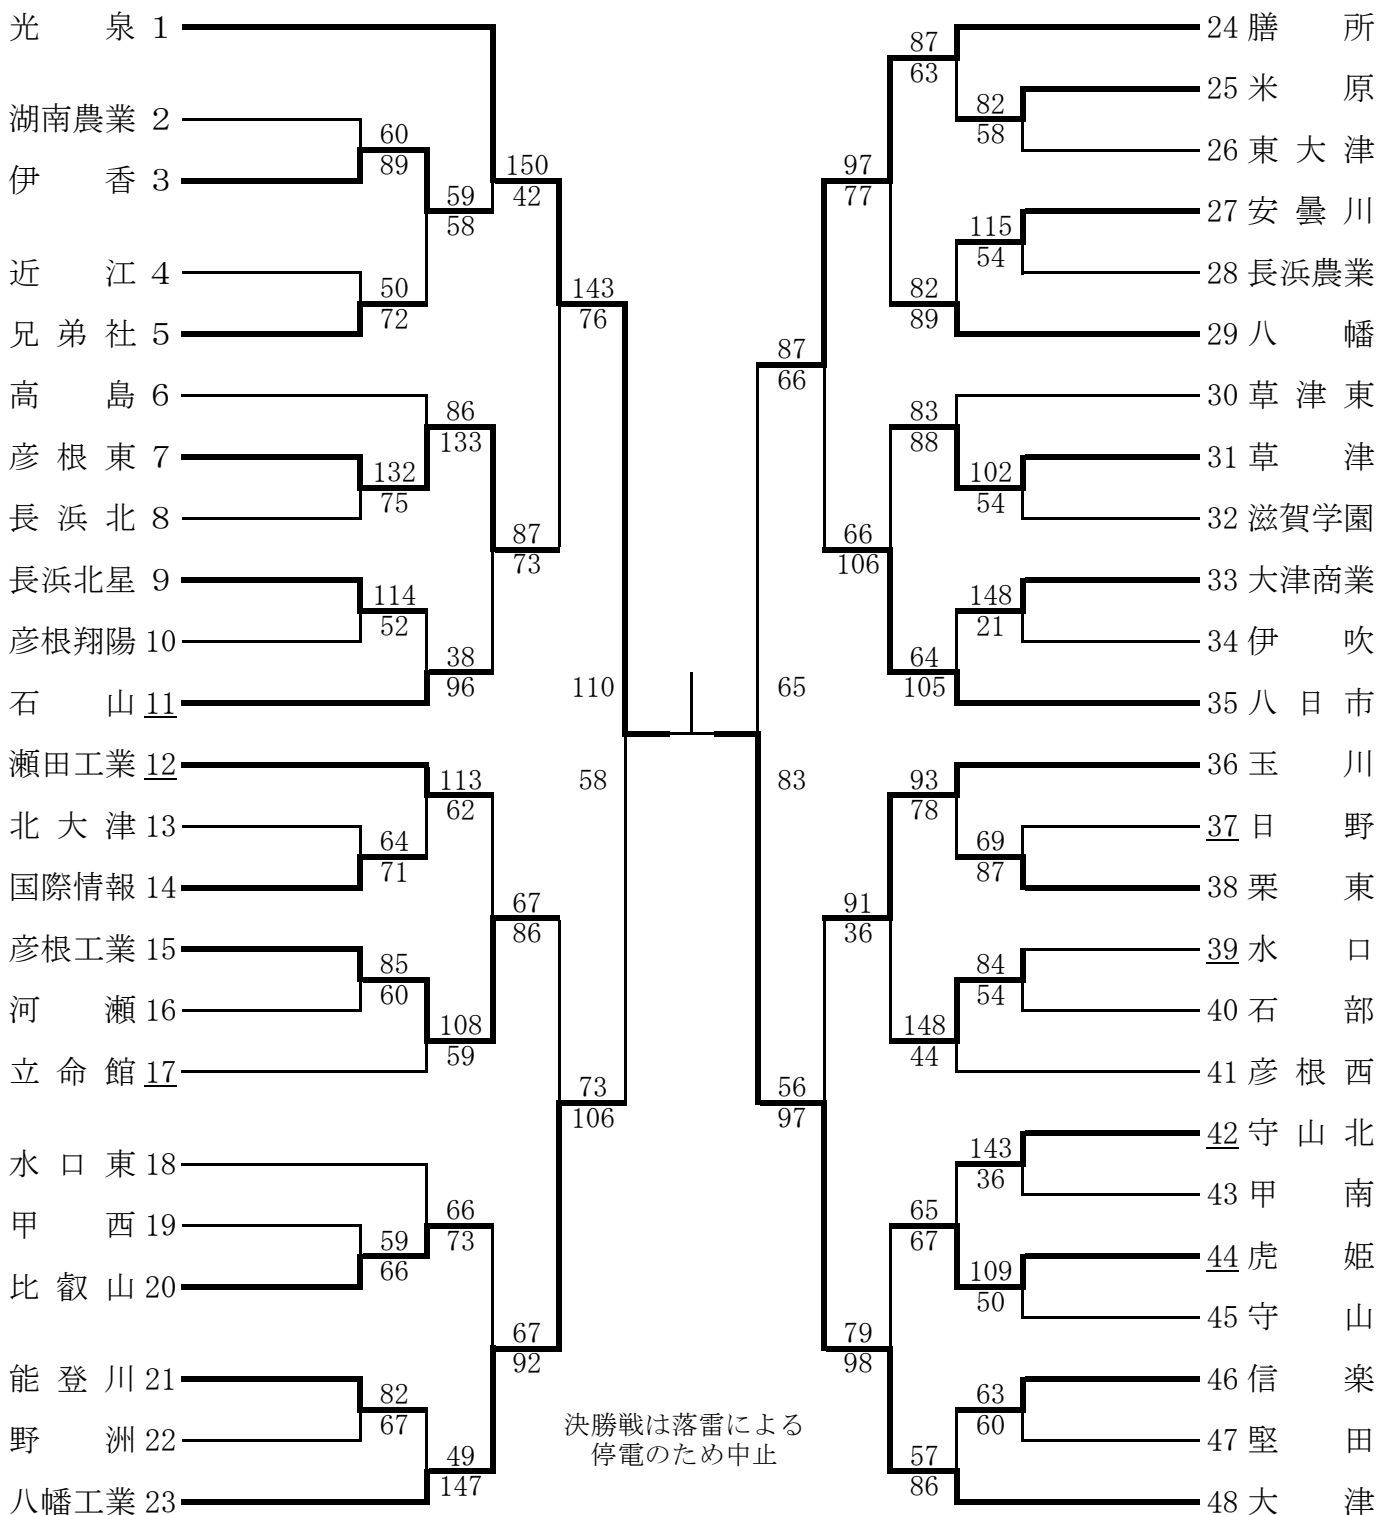 光泉 1
湖南農業 2
60
89
伊香 3
59
58
150
42
近江 4
50
72
兄弟社 5
143
76
高島 6
86
133
彦根東 7
132
75
長浜北 8
87
73
長浜北星 9
114
52
彦根翔陽 10
38
96
石山 11
110
瀬田工業 12
113
62
58
北大津 13
64
71
国際情報 14
67
86
彦根工業 15
85
60
河瀬 16
108
59
立命館 17
73
106
水口東 18
66
73
甲西 19
59
66
比叡山 20
67
92
能登川 21
82
67
野洲 22
49
147
八幡工業 23
決勝戦は落雷による
停電のため中止
24 膳所
87
63
25 米原
82
58
26 東大津
97
77
27 安曇川
115
54
28 長浜農業
82
89
29 八幡
87
66
30 草津東
83
88
31 草津
102
54
32 滋賀学園
66
106
33 大津商業
148
21
34 伊吹
64
105
35 八日市
65
36 玉川
93
78
83
37 日野
69
87
38 栗東
91
36
39 水口
84
54
40 石部
148
44
41 彦根西
56
97
42 守山北
143
36
43 甲南
65
67
44 虎姫
109
50
45 守山
79
98
46 信楽
63
60
47 堅田
57
86
48 大津